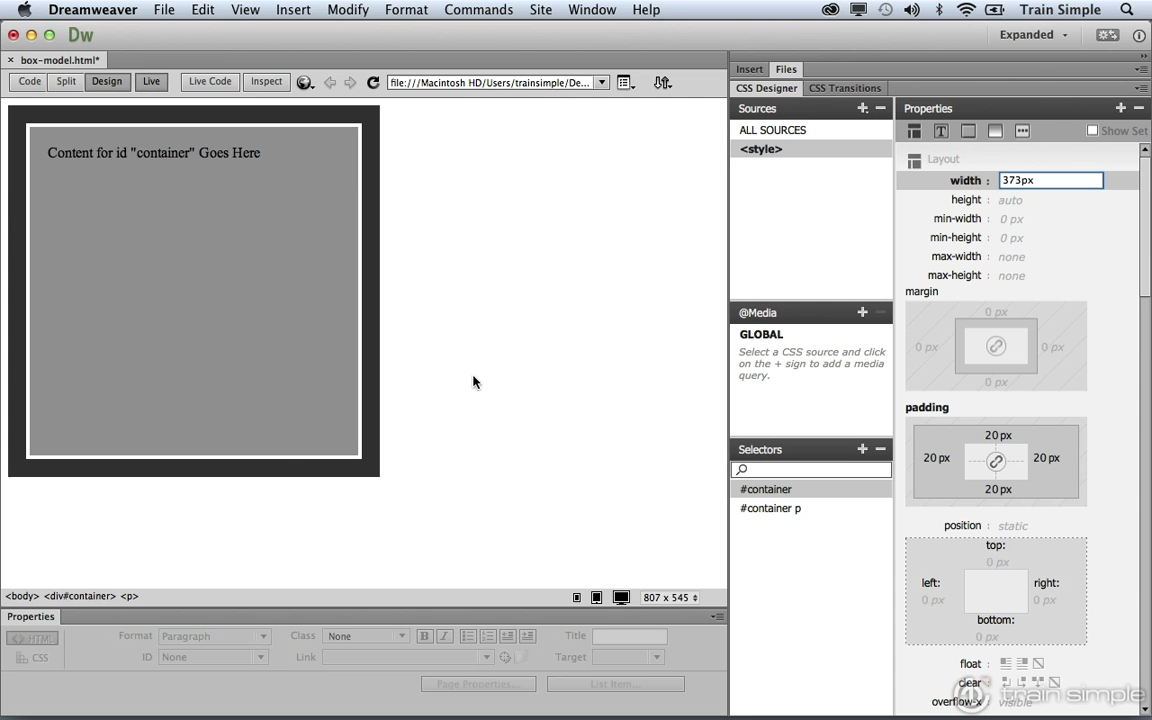 Dreamweaver File Edit View Insert Modify Format Commands Site Window Help Train Simple
Dw Expanded
× box-model.html*
Insert Files
Code Split Design Live Live Code Inspect file:///Macintosh HD/Users/trainsimple/De...
CSS Designer CSS Transitions
Sources + −
Properties + −
ALL SOURCES
<style>
Show Set
Content for id "container" Goes Here
Layout
width : 373px
height : auto
min-width : 0 px
min-height : 0 px
max-width : none
max-height : none
margin
0 px
0 px 0 px
0 px
@Media + −
GLOBAL
Select a CSS source and click
on the + sign to add a media
query.
padding
20 px
20 px 20 px
20 px
Selectors + −
#container
#container p
position : static
top:
0 px
left: right:
0 px 0 px
bottom:
0 px
float :
clear :
overflow-x : visible
train simple
<body> <div#container> <p>
807 x 545
Properties
<> HTML
CSS
Format Paragraph Class None B I Title
ID None Link Target
Page Properties... List Item...